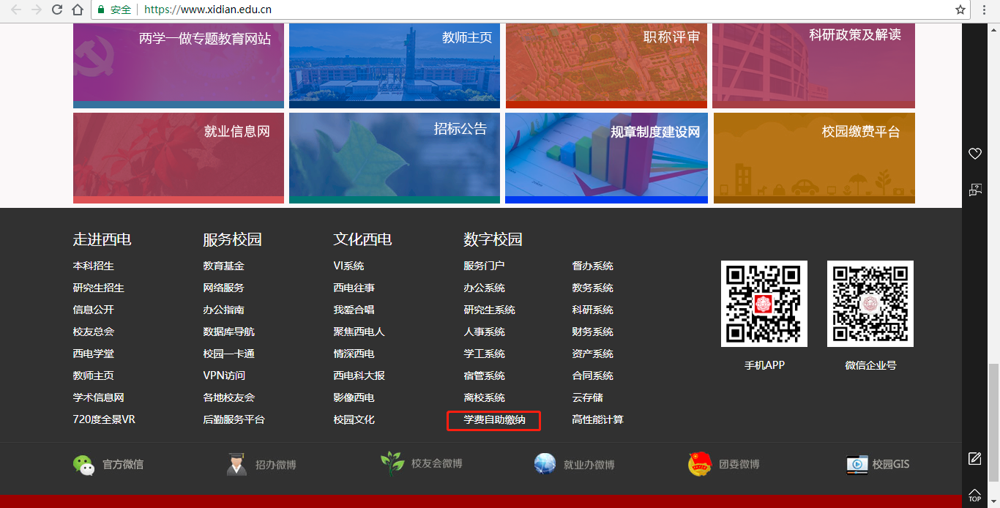 安全 https://www.xidian.edu.cn
两学一做专题教育网站
教师主页
职称评审
科研政策及解读
就业信息网
招标公告
规章制度建设网
校园缴费平台
走进西电
本科招生
研究生招生
信息公开
校友总会
西电学堂
教师主页
学术信息网
720度全景VR
服务校园
教育基金
网络服务
办公指南
数据库导航
校园一卡通
VPN访问
各地校友会
后勤服务平台
文化西电
VI系统
西电往事
我爱合唱
聚焦西电人
情深西电
西电科大报
影像西电
校园文化
数字校园
服务门户
办公系统
研究生系统
人事系统
学工系统
宿管系统
离校系统
学费自助缴纳
督办系统
教务系统
科研系统
财务系统
资产系统
合同系统
云存储
高性能计算
手机APP
微信企业号
官方微信
招办微博
校友会微博
就业办微博
团委微博
校园GIS
TOP